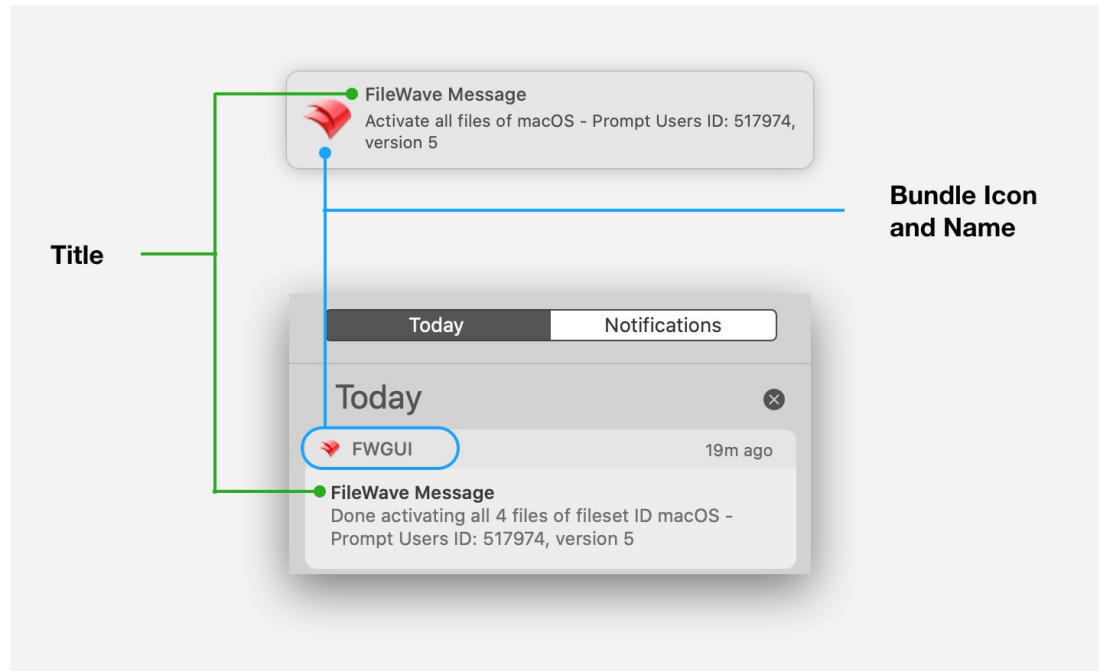 FileWave Message
Activate all files of macOS - Prompt Users ID: 517974,
version 5
Bundle Icon
and Name
Title
Today
Notifications
Today
FWGUI
19m ago
FileWave Message
Done activating all 4 files of fileset ID macOS -
Prompt Users ID: 517974, version 5